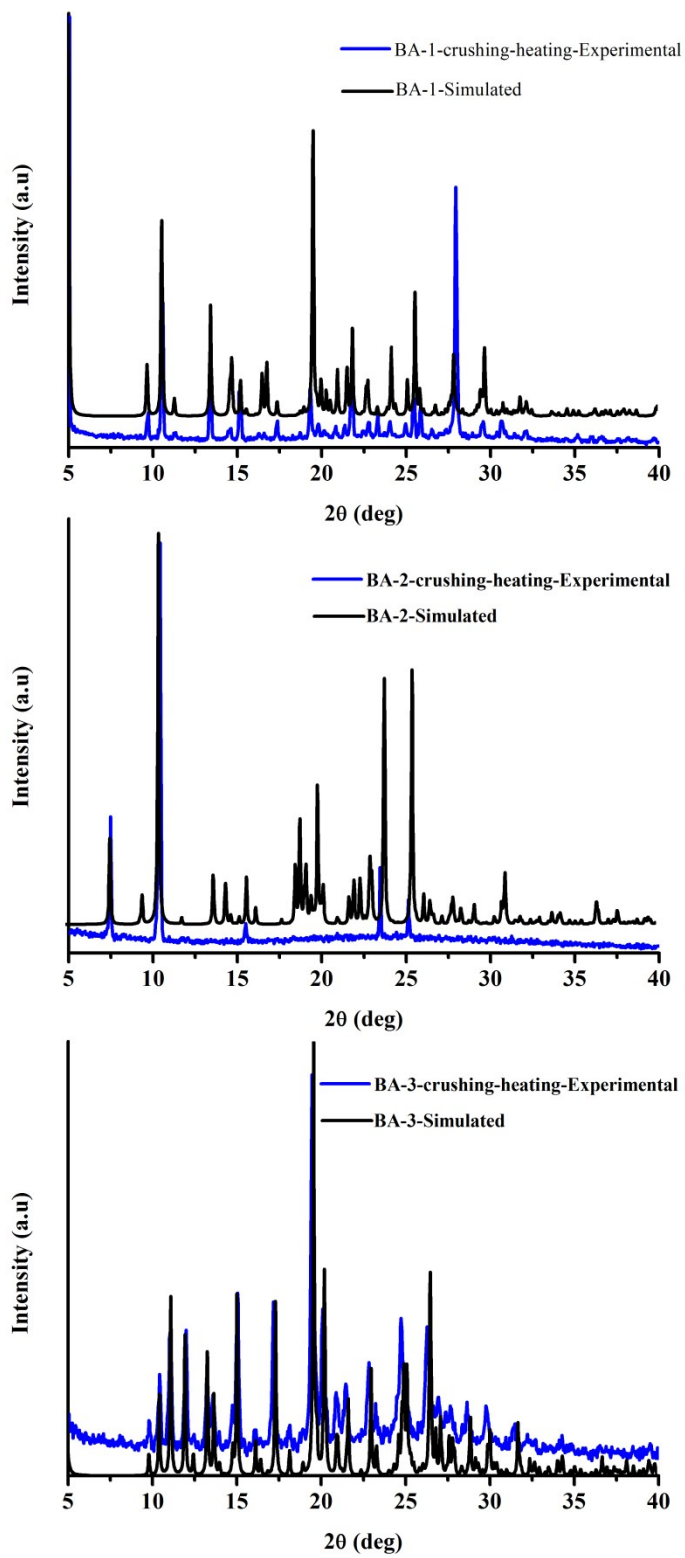 BA-1-crushing-heating-Experimental
BA-1-Simulated
Intensity (a.u)
5 10 15 20 25 30 35 40
2θ (deg)
BA-2-crushing-heating-Experimental
BA-2-Simulated
Intensity (a.u)
5 10 15 20 25 30 35 40
2θ (deg)
BA-3-crushing-heating-Experimental
BA-3-Simulated
Intensity (a.u)
5 10 15 20 25 30 35 40
2θ (deg)